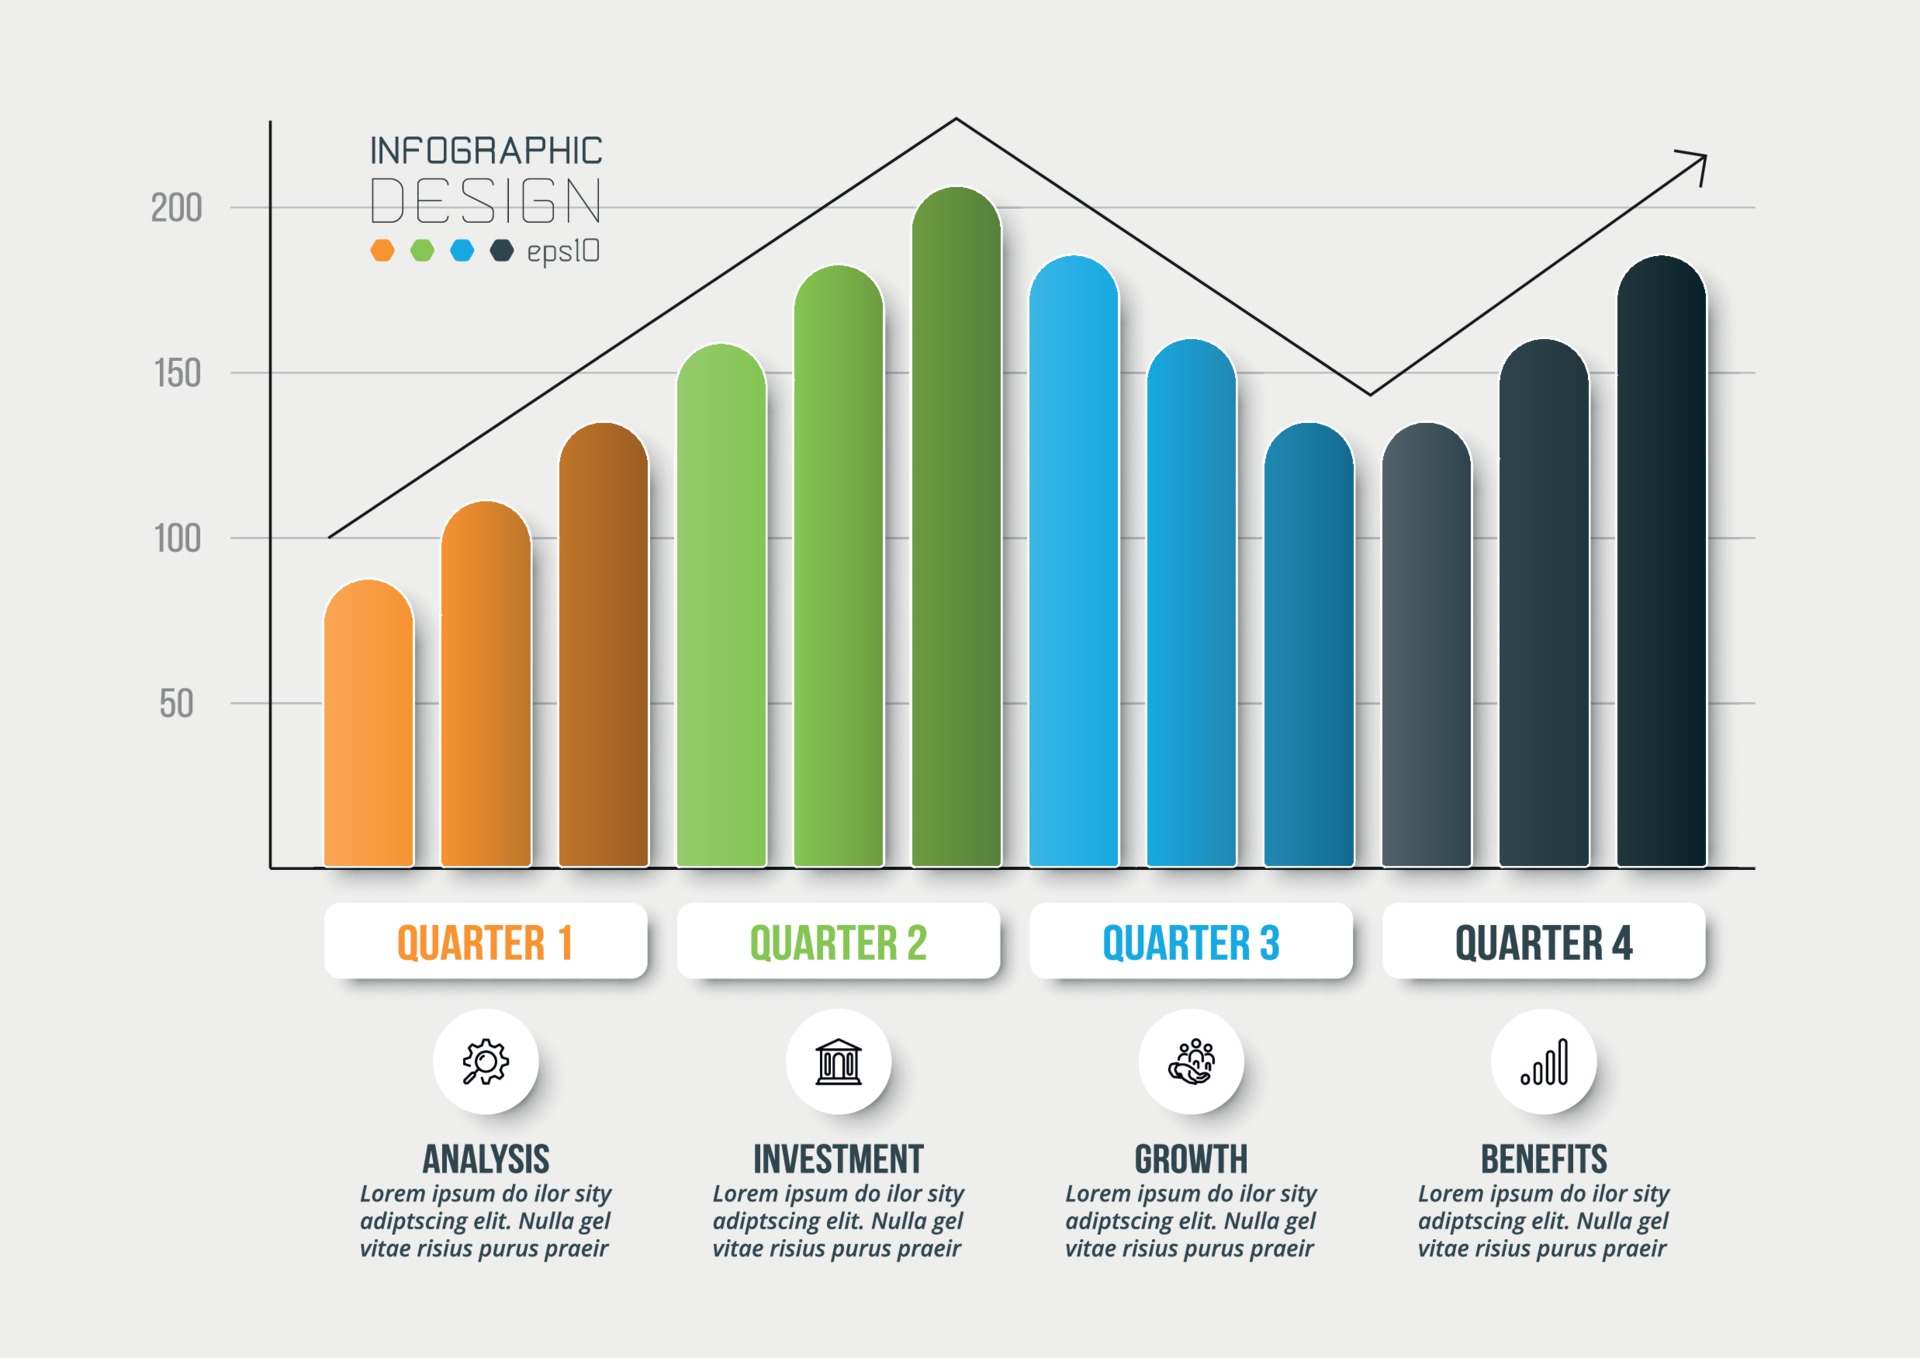 INFOGRAPHIC
DESIGN
eps10
200
150
100
50
QUARTER 1
QUARTER 2
QUARTER 3
QUARTER 4
ANALYSIS
Lorem ipsum do ilor sity
adiptscing elit. Nulla gel
vitae risius purus praeir
INVESTMENT
Lorem ipsum do ilor sity
adiptscing elit. Nulla gel
vitae risius purus praeir
GROWTH
Lorem ipsum do ilor sity
adiptscing elit. Nulla gel
vitae risius purus praeir
BENEFITS
Lorem ipsum do ilor sity
adiptscing elit. Nulla gel
vitae risius purus praeir